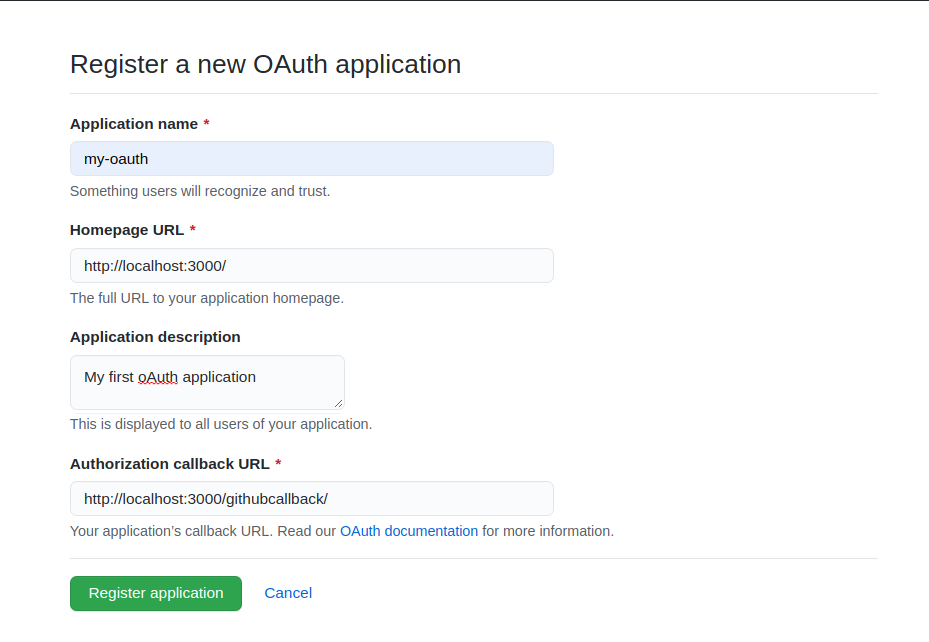 Register a new OAuth application
Application name *
my-oauth
Something users will recognize and trust.
Homepage URL *
http://localhost:3000/
The full URL to your application homepage.
Application description
My first oAuth application
This is displayed to all users of your application.
Authorization callback URL *
http://localhost:3000/githubcallback/
Your application’s callback URL. Read our OAuth documentation for more information.
Register application Cancel